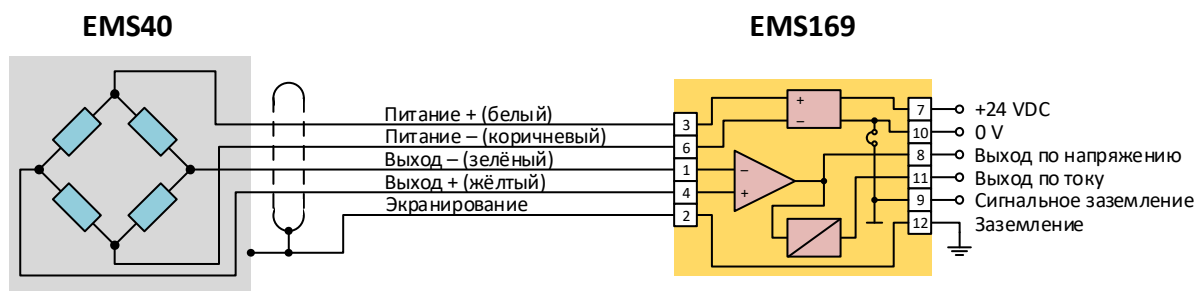 EMS40
EMS169
Питание + (белый)
Питание – (коричневый)
Выход – (зелёный)
Выход + (жёлтый)
Экранирование
3
6
1
4
2
+
–
–
+
7
10
8
11
9
12
+24 VDC
0 V
Выход по напряжению
Выход по току
Сигнальное заземление
Заземление